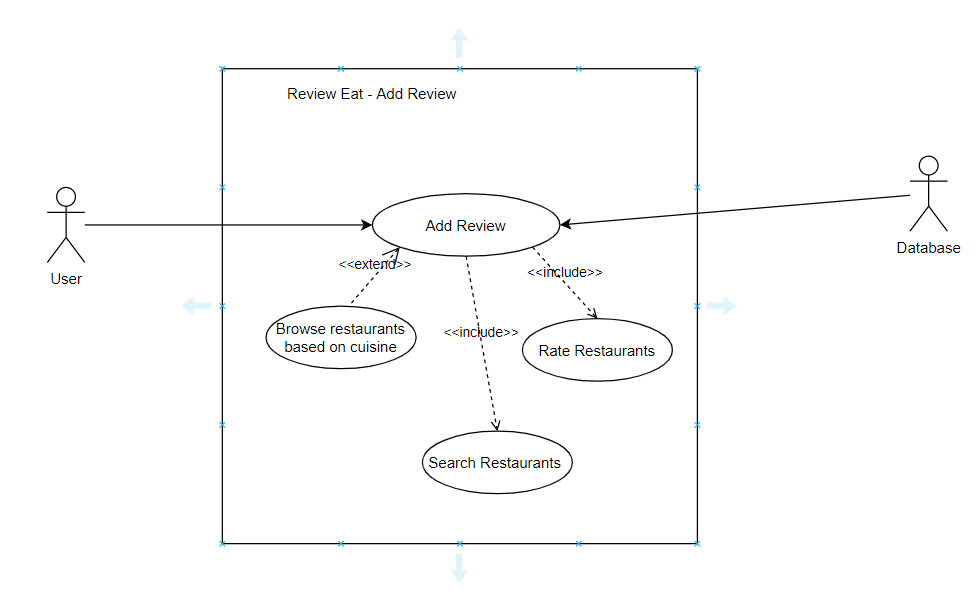 Review Eat - Add Review
Add Review
User
Database
<<extend>>
<<include>>
<<include>>
Browse restaurants
based on cuisine
Rate Restaurants
Search Restaurants